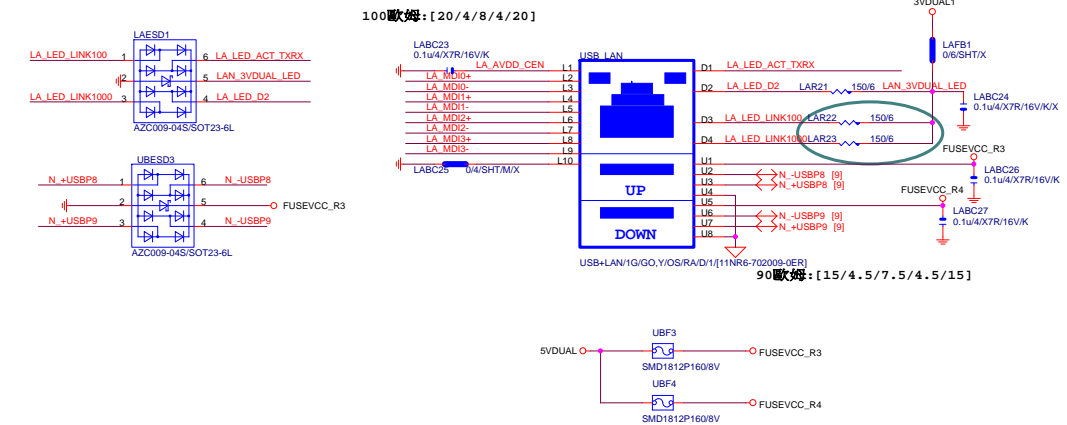 100歐姆:[20/4/8/4/20]
3VDUAL1
LAESD1
LA_LED_LINK100 1 6 LA_LED_ACT_TXRX
2 5 LAN_3VDUAL_LED
LA_LED_LINK1000 3 4 LA_LED_D2
AZC009-04S/SOT23-6L
UBESD3
N_+USBP8 1 6 N_-USBP8
2 5 FUSEVCC_R3
N_+USBP9 3 4 N_-USBP9
AZC009-04S/SOT23-6L
LABC23
0.1u/4/X7R/16V/K
USB_LAN
LA_AVDD_CEN L1
LA_MDI0+ L2
LA_MDI0- L3
LA_MDI1+ L4
LA_MDI1- L5
LA_MDI2+ L6
LA_MDI2- L7
LA_MDI3+ L8
LA_MDI3- L9
L10
LABC25 0/4/SHT/M/X
UP
DOWN
D1 LA_LED_ACT_TXRX
D2 LA_LED_D2 LAR21 150/6 LAN_3VDUAL_LED
D3 LA_LED_LINK100 LAR22 150/6
D4 LA_LED_LINK1000 LAR23 150/6
U1
U2 N_-USBP8 [9]
U3 N_+USBP8 [9]
U4
U5
U6 N_-USBP9 [9]
U7 N_+USBP9 [9]
U8
USB+LAN/1G/GO,Y/OS/RA/D/1/[11NR6-702009-0ER]
LAFB1
0/6/SHT/X
LABC24
0.1u/4/X7R/16V/K/X
FUSEVCC_R3
LABC26
0.1u/4/X7R/16V/K
FUSEVCC_R4
LABC27
0.1u/4/X7R/16V/K
90歐姆:[15/4.5/7.5/4.5/15]
UBF3
5VDUAL FUSEVCC_R3
SMD1812P160/8V
UBF4
FUSEVCC_R4
SMD1812P160/8V